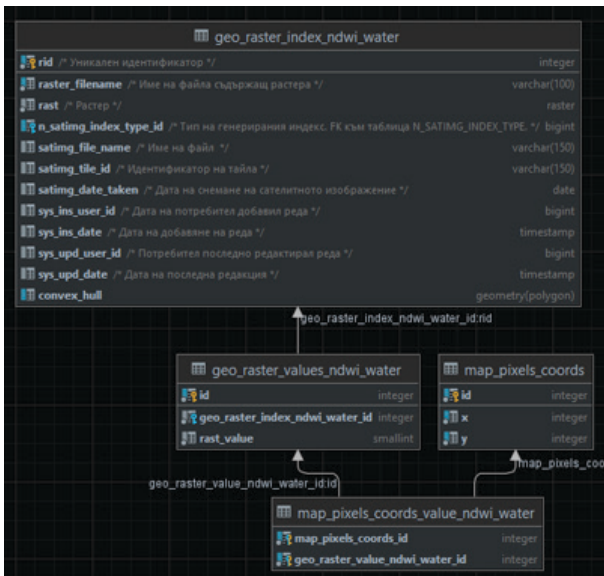 geo_raster_index_ndwi_water
rid /* Уникален идентификатор */ integer
raster_filename /* Име на файла съдържащ растера */ varchar(100)
rast /* Растер */ raster
n_satimg_index_type_id /* Тип на генерирания индекс. FK към таблица N_SATIMG_INDEX_TYPE. */ bigint
satimg_file_name /* Име на файл */ varchar(150)
satimg_tile_id /* Идентификатор на тайла */ varchar(150)
satimg_date_taken /* Дата на снемане на сателитното изображение */ date
sys_ins_user_id /* Дата на потребител добавил реда */ bigint
sys_ins_date /* Дата на добавяне на реда */ timestamp
sys_upd_user_id /* Потребител последно редактирал реда */ bigint
sys_upd_date /* Дата на последна редакция */ timestamp
convex_hull geometry(polygon)
geo_raster_index_ndwi_water_id:rid
geo_raster_values_ndwi_water
id integer
geo_raster_index_ndwi_water_id integer
rast_value smallint
map_pixels_coords
id integer
x integer
y integer
map_pixels_coo
geo_raster_value_ndwi_water_id:id
map_pixels_coords_value_ndwi_water
map_pixels_coords_id integer
geo_raster_value_ndwi_water_id integer